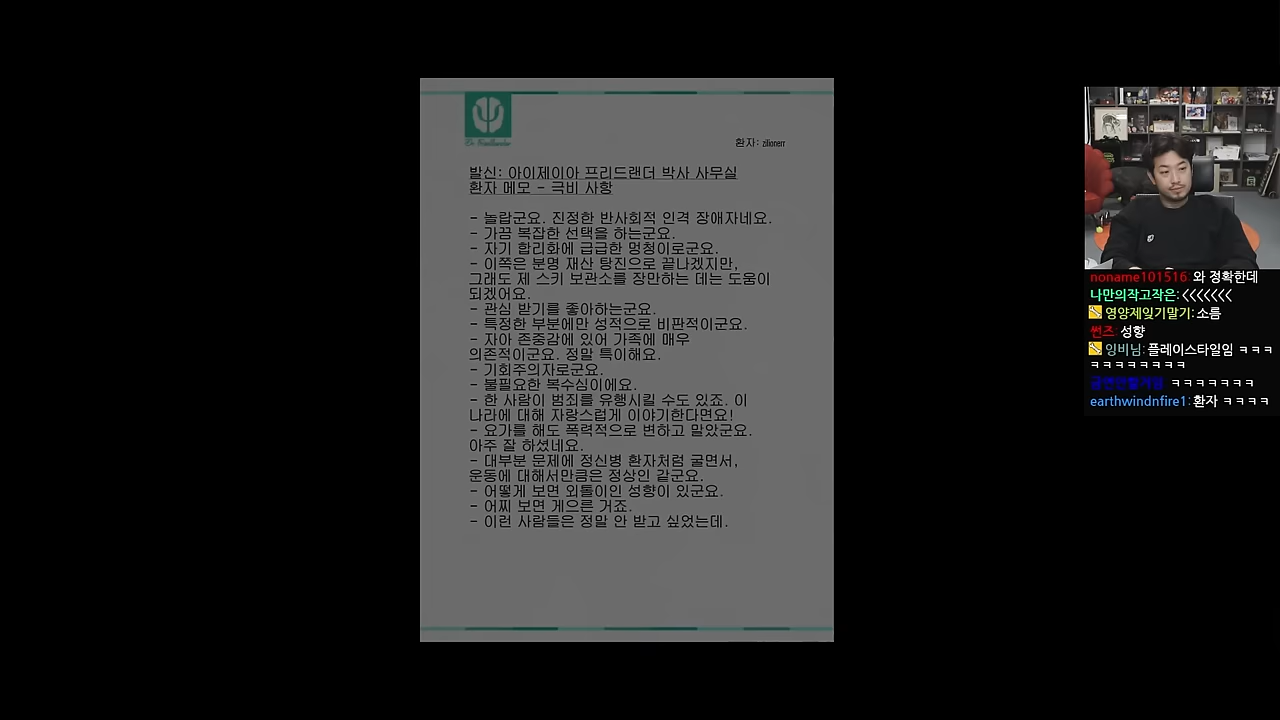 Dr. Friedlander
환자: zilionerr
발신: 아이제이아 프리드랜더 박사 사무실
환자 메모 - 극비 사항
- 놀랍군요. 진정한 반사회적 인격 장애자네요.
- 가끔 복잡한 선택을 하는군요.
- 자기 합리화에 급급한 멍청이로군요.
- 이쪽은 분명 재산 탕진으로 끝나겠지만,
그래도 제 스키 보관소를 장만하는 데는 도움이
되겠어요.
- 관심 받기를 좋아하는군요.
- 특정한 부분에만 성적으로 비판적이군요.
- 자아 존중감에 있어 가족에 매우
의존적이군요. 정말 특이해요.
- 기회주의자로군요.
- 불필요한 복수심이에요.
- 한 사람이 범죄를 유행시킬 수도 있죠. 이
나라에 대해 자랑스럽게 이야기한다면요!
- 요가를 해도 폭력적으로 변하고 말았군요.
아주 잘 하셨네요.
- 대부분 문제에 정신병 환자처럼 굴면서,
운동에 대해서만큼은 정상인 같군요.
- 어떻게 보면 외톨이인 성향이 있군요.
- 어찌 보면 게으른 거죠.
- 이런 사람들은 정말 안 받고 싶었는데.
noname101516: 와 정확한데
나만의작고작은: <<<<<<<
영양제잊기말기: 소름
썬즈: 성향
잉비님: 플레이스타일임 ㅋㅋㅋ
ㅋㅋㅋㅋㅋㅋㅋㅋㅋ
ㅋㅋㅋㅋㅋㅋㅋ
earthwindnfire1: 환자 ㅋㅋㅋㅋ